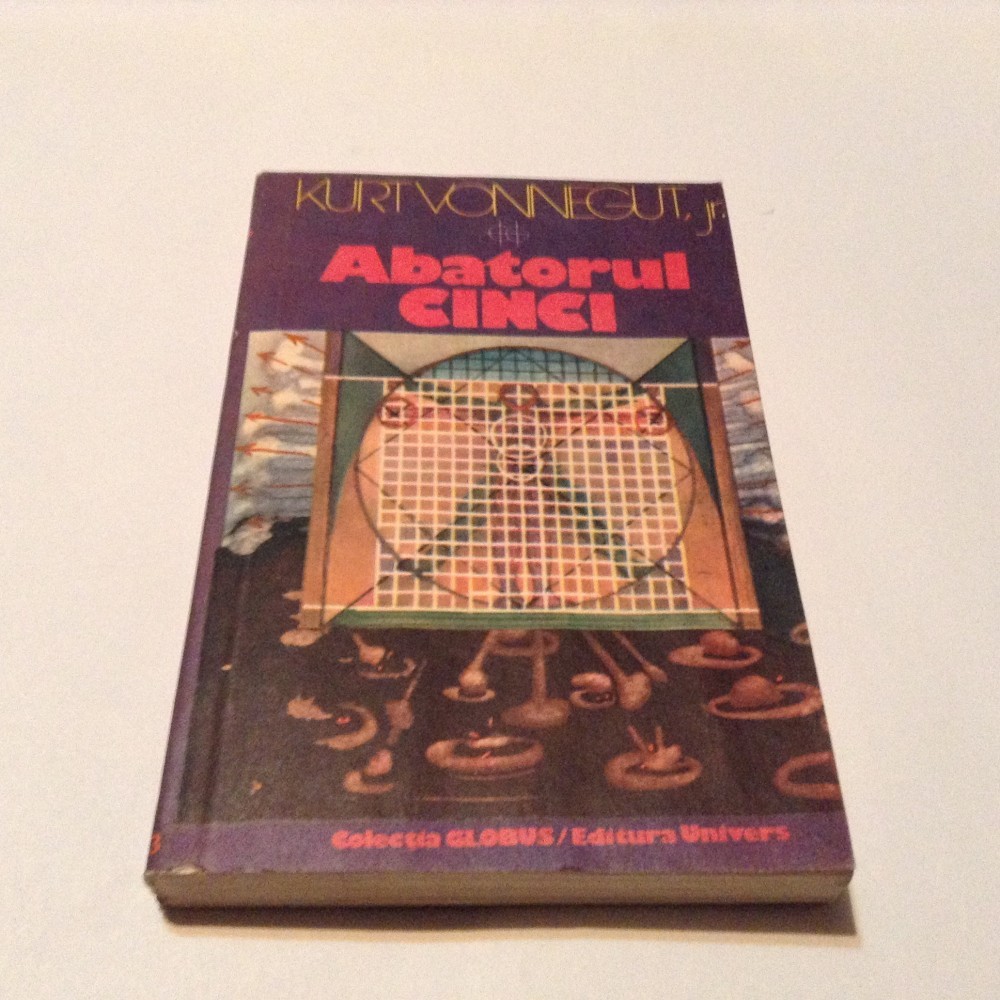 KURT VONNEGUT, jr.
Abatorul
CINCI
Colecția GLOBUS / Editura Univers